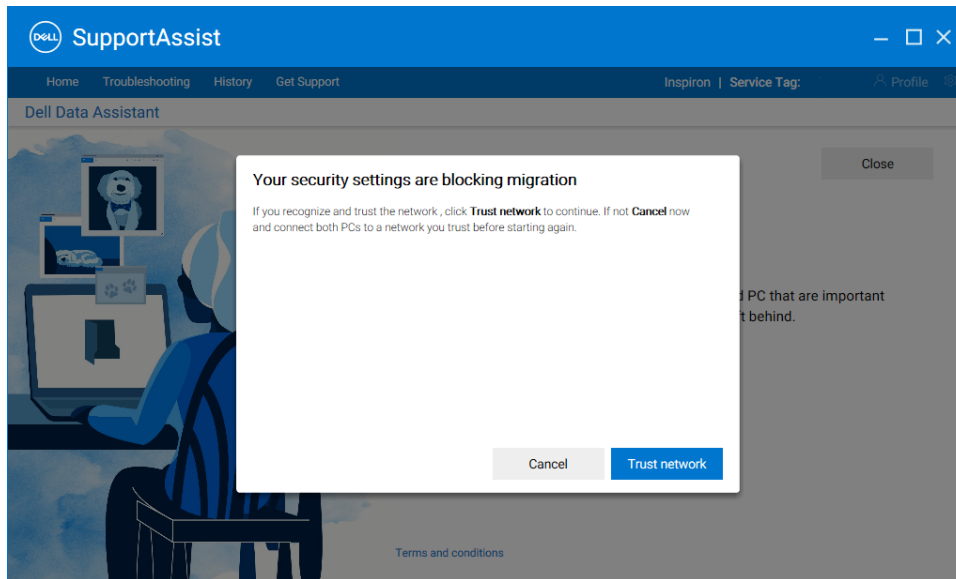 DELL SupportAssist
Home Troubleshooting History Get Support Inspiron | Service Tag: Profile
Dell Data Assistant
Close
Your security settings are blocking migration
If you recognize and trust the network , click Trust network to continue. If not Cancel now
and connect both PCs to a network you trust before starting again.
d PC that are important
ft behind.
Cancel Trust network
Terms and conditions